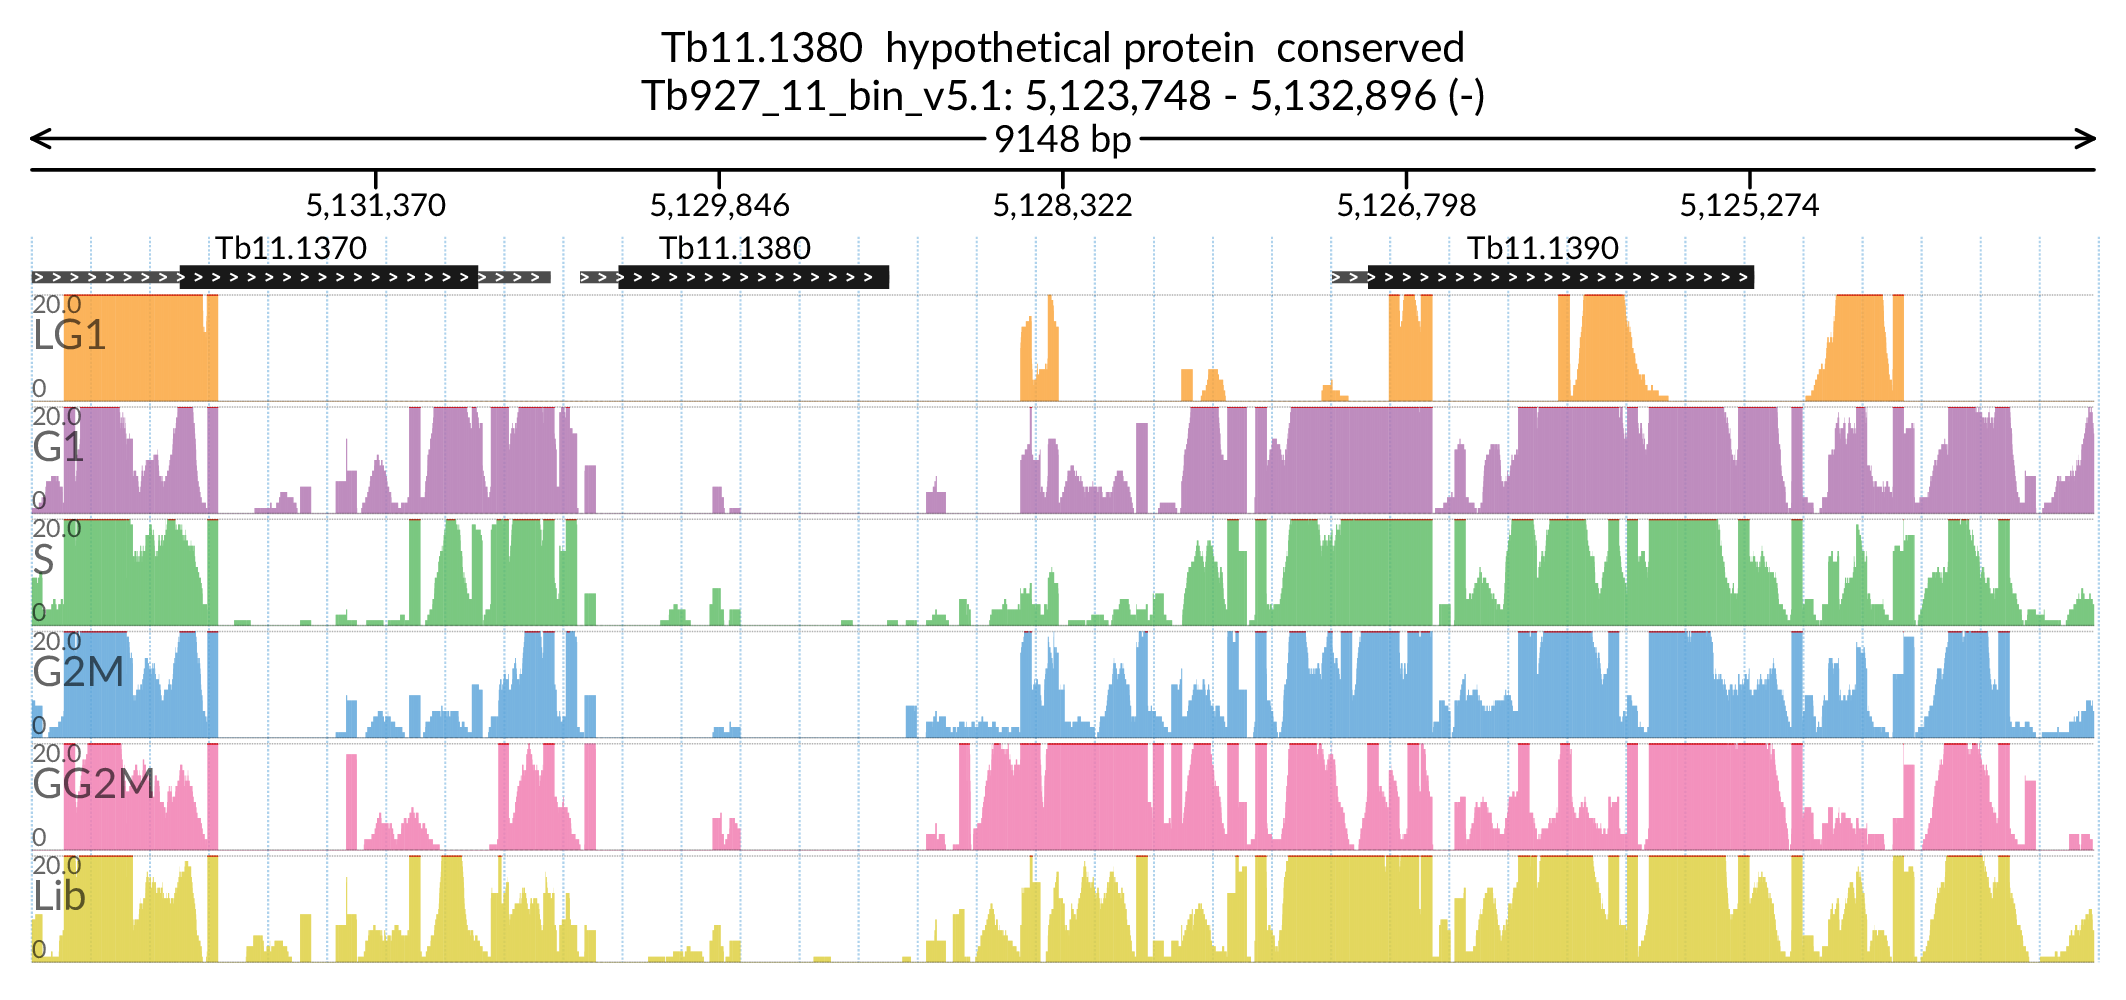 Tb11.1380 hypothetical protein conserved
Tb927_11_bin_v5.1: 5,123,748 - 5,132,896 (-)
9148 bp
5,131,370 5,129,846 5,128,322 5,126,798 5,125,274
Tb11.1370 Tb11.1380 Tb11.1390
20.0
LG1
0
20.0
G1
0
20.0
S
0
20.0
G2M
0
20.0
GG2M
0
20.0
Lib
0